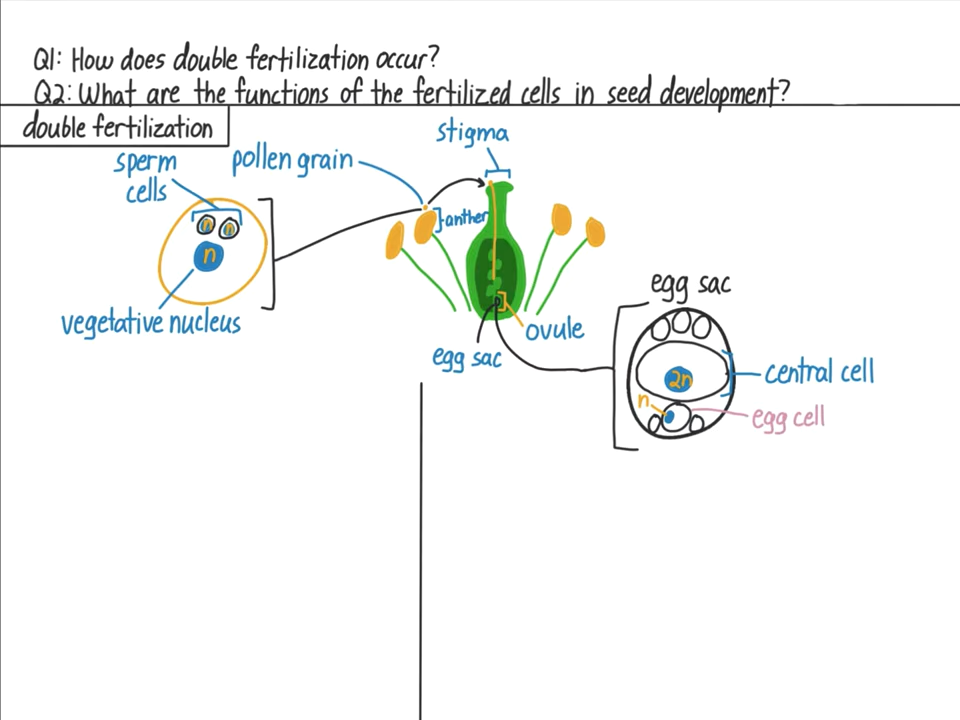 Q1: How does double fertilization occur?
Q2: What are the functions of the fertilized cells in seed development?
double fertilization
stigma
sperm cells
pollen grain
anther
n n
n
vegetative nucleus
ovule
egg sac
egg sac
2n
central cell
n
egg cell